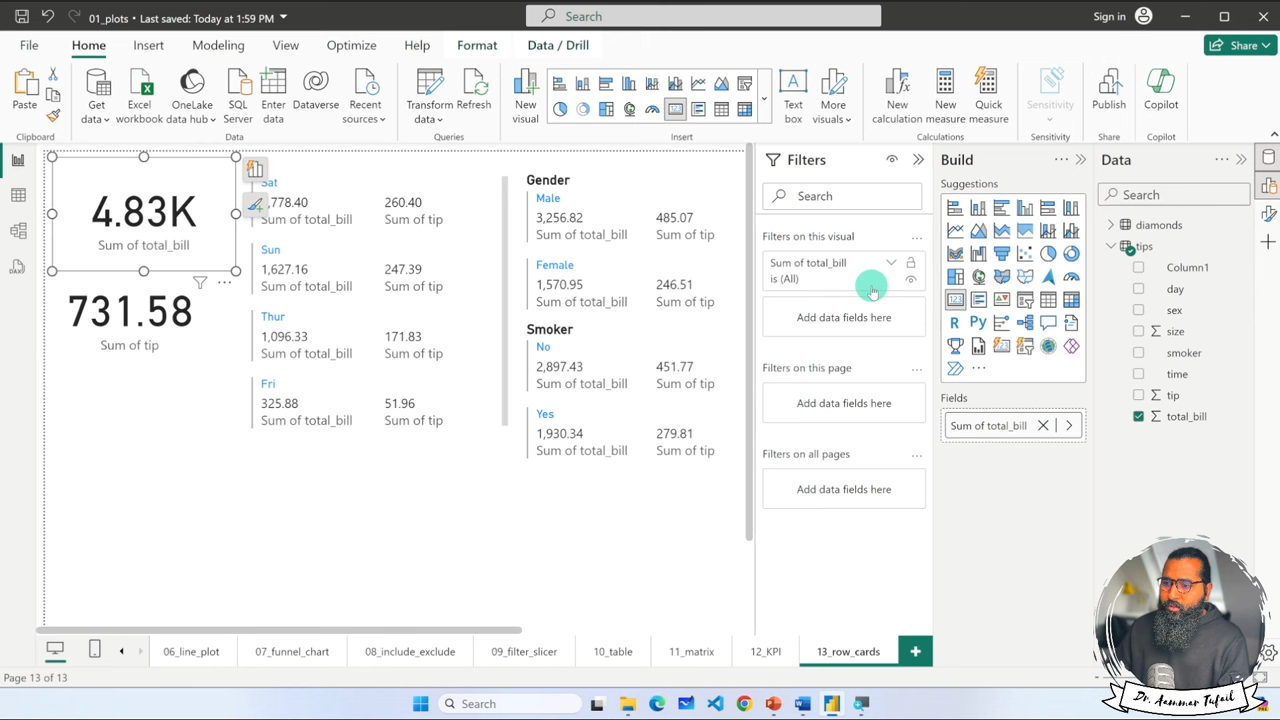 01_plots • Last saved: Today at 1:59 PM
Search
Sign in
File
Home
Insert
Modeling
View
Optimize
Help
Format
Data / Drill
Share
Paste
Get data
Excel workbook
OneLake data hub
SQL Server
Enter data
Dataverse
Recent sources
Transform data
Refresh
New visual
Text box
More visuals
New calculation
New measure
Quick measure
Sensitivity
Publish
Copilot
Clipboard
Data
Queries
Insert
Calculations
Sensitivity
Share
Copilot
4.83K
Sum of total_bill
731.58
Sum of tip
Sat
,778.40 260.40
Sum of total_bill Sum of tip
Sun
1,627.16 247.39
Sum of total_bill Sum of tip
Thur
1,096.33 171.83
Sum of total_bill Sum of tip
Fri
325.88 51.96
Sum of total_bill Sum of tip
Gender
Male
3,256.82 485.07
Sum of total_bill Sum of tip
Female
1,570.95 246.51
Sum of total_bill Sum of tip
Smoker
No
2,897.43 451.77
Sum of total_bill Sum of tip
Yes
1,930.34 279.81
Sum of total_bill Sum of tip
Filters
Search
Filters on this visual
Sum of total_bill
is (All)
Add data fields here
Filters on this page
Add data fields here
Filters on all pages
Add data fields here
Build
Suggestions
123
R Py
Fields
Sum of total_bill
Data
Search
diamonds
tips
Column1
day
sex
size
smoker
time
tip
total_bill
06_line_plot
07_funnel_chart
08_include_exclude
09_filter_slicer
10_table
11_matrix
12_KPI
13_row_cards
Page 13 of 13
Search
Dr. Aammar Tufail